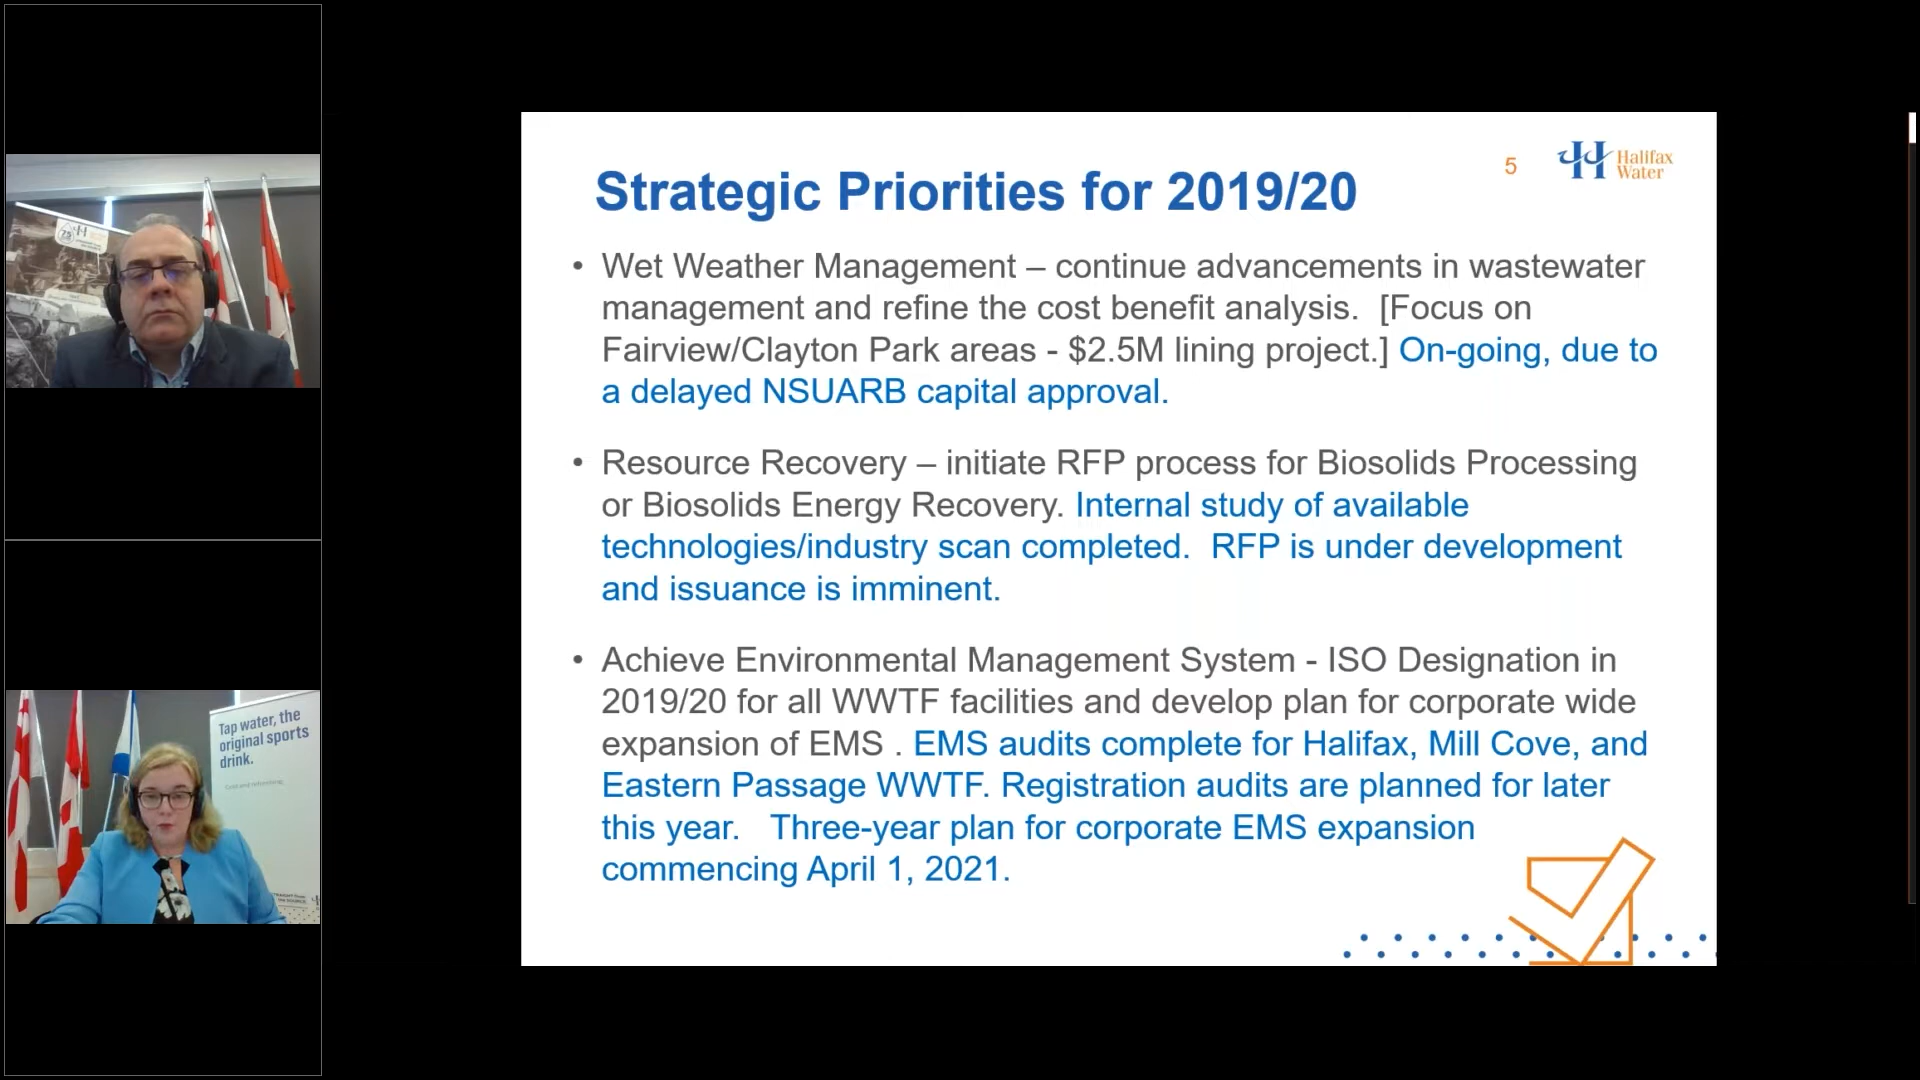 5
Halifax
Water
Strategic Priorities for 2019/20
• Wet Weather Management – continue advancements in wastewater
management and refine the cost benefit analysis.  [Focus on
Fairview/Clayton Park areas - $2.5M lining project.] On-going, due to
a delayed NSUARB capital approval.
• Resource Recovery – initiate RFP process for Biosolids Processing
or Biosolids Energy Recovery. Internal study of available
technologies/industry scan completed.  RFP is under development
and issuance is imminent.
• Achieve Environmental Management System - ISO Designation in
2019/20 for all WWTF facilities and develop plan for corporate wide
expansion of EMS . EMS audits complete for Halifax, Mill Cove, and
Eastern Passage WWTF. Registration audits are planned for later
this year.   Three-year plan for corporate EMS expansion
commencing April 1, 2021.
75
Tap water, the
original sports
drink.